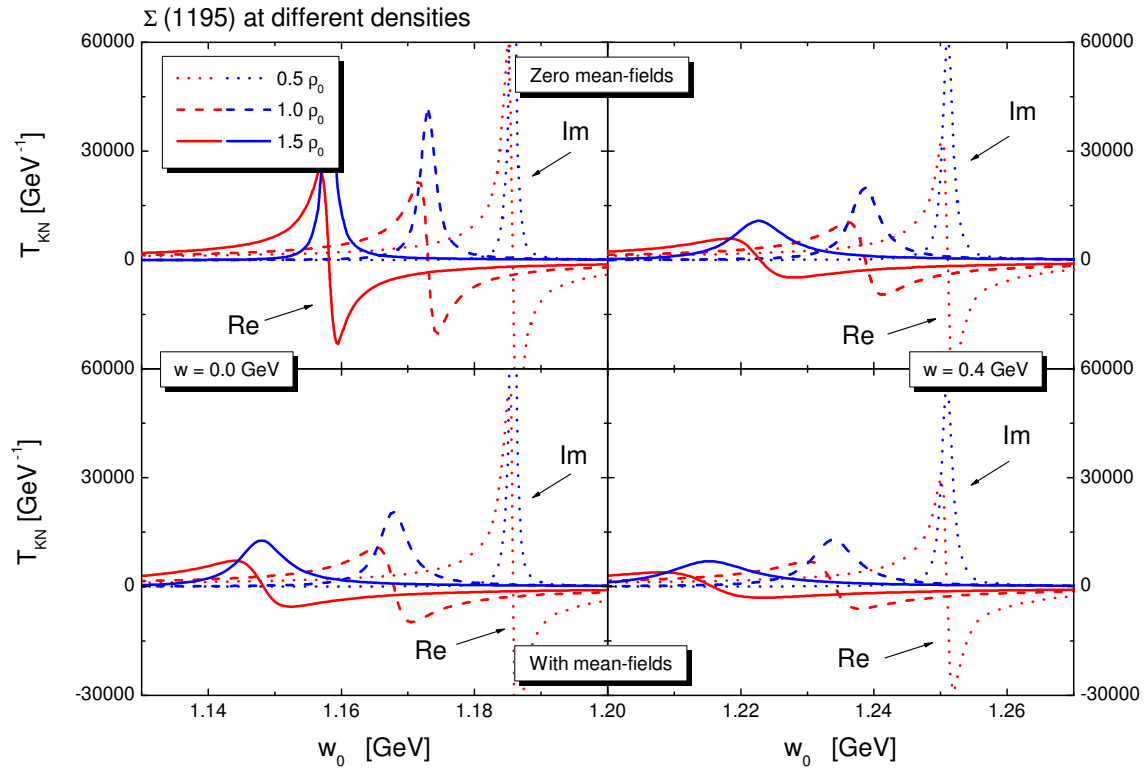 Σ (1195) at different densities
60000
30000
0
60000
30000
0
-30000
60000
30000
0
60000
30000
0
-30000
0.5 ρ₀
1.0 ρ₀
1.5 ρ₀
Zero mean-fields
Im
Re
Im
Re
w = 0.0 GeV
w = 0.4 GeV
Im
Re
Im
Re
With mean-fields
T_KN [GeV⁻¹]
T_KN [GeV⁻¹]
1.14 1.16 1.18 1.20 1.22 1.24 1.26
w₀ [GeV] w₀ [GeV]